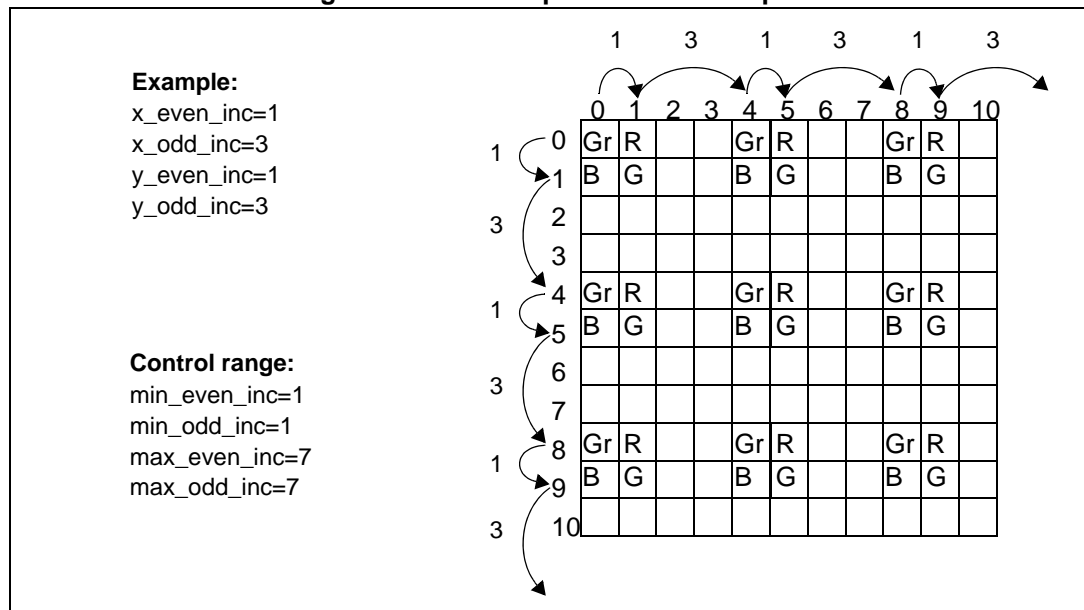 1 3 1 3 1 3
Example:
x_even_inc=1
x_odd_inc=3
y_even_inc=1
y_odd_inc=3
0 1 2 3 4 5 6 7 8 9 10
1
0 Gr R Gr R Gr R
1 B G B G B G
3
2
3
1
4 Gr R Gr R Gr R
5 B G B G B G
Control range:
min_even_inc=1
min_odd_inc=1
max_even_inc=7
max_odd_inc=7
3
6
7
1
8 Gr R Gr R Gr R
9 B G B G B G
3
10